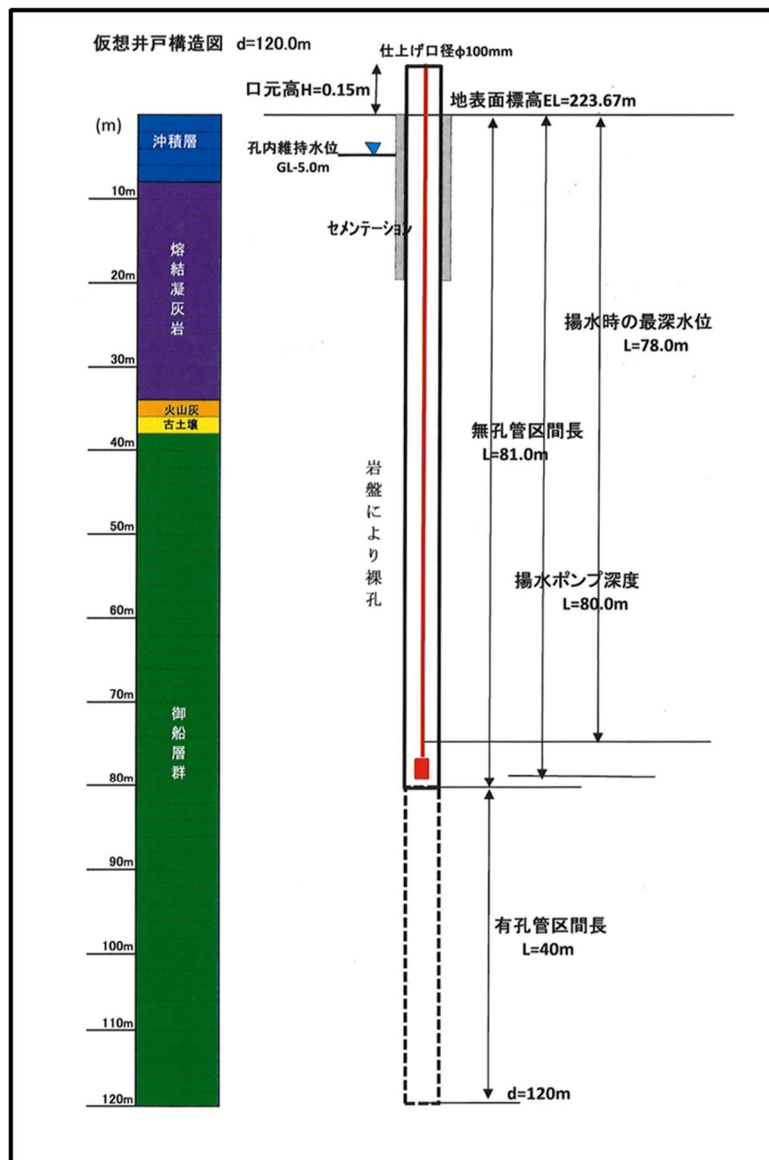 仮想井戸構造図 d=120.0m
仕上げ口径φ100mm
口元高H=0.15m
地表面標高EL=223.67m
(m)
沖積層
孔内維持水位
GL-5.0m
10m
セメンテーション
熔結凝灰岩
20m
揚水時の最深水位
L=78.0m
30m
火山灰
古土壌
無孔管区間長
L=81.0m
40m
岩盤により裸孔
50m
揚水ポンプ深度
L=80.0m
60m
70m
御船層群
80m
90m
有孔管区間長
L=40m
100m
110m
120m
d=120m